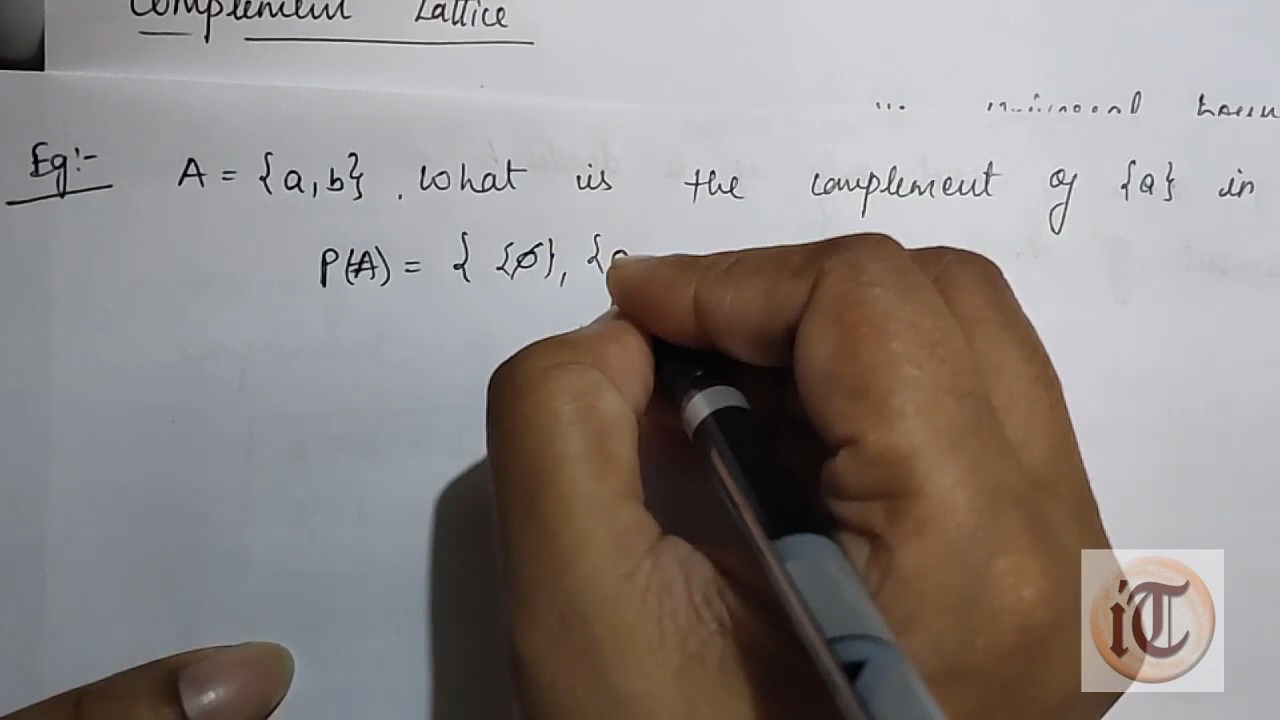 Complement Lattice
Eg:- A = {a,b} . What is the complement of {a} in
P(A) = { {ϕ}, {a
iT